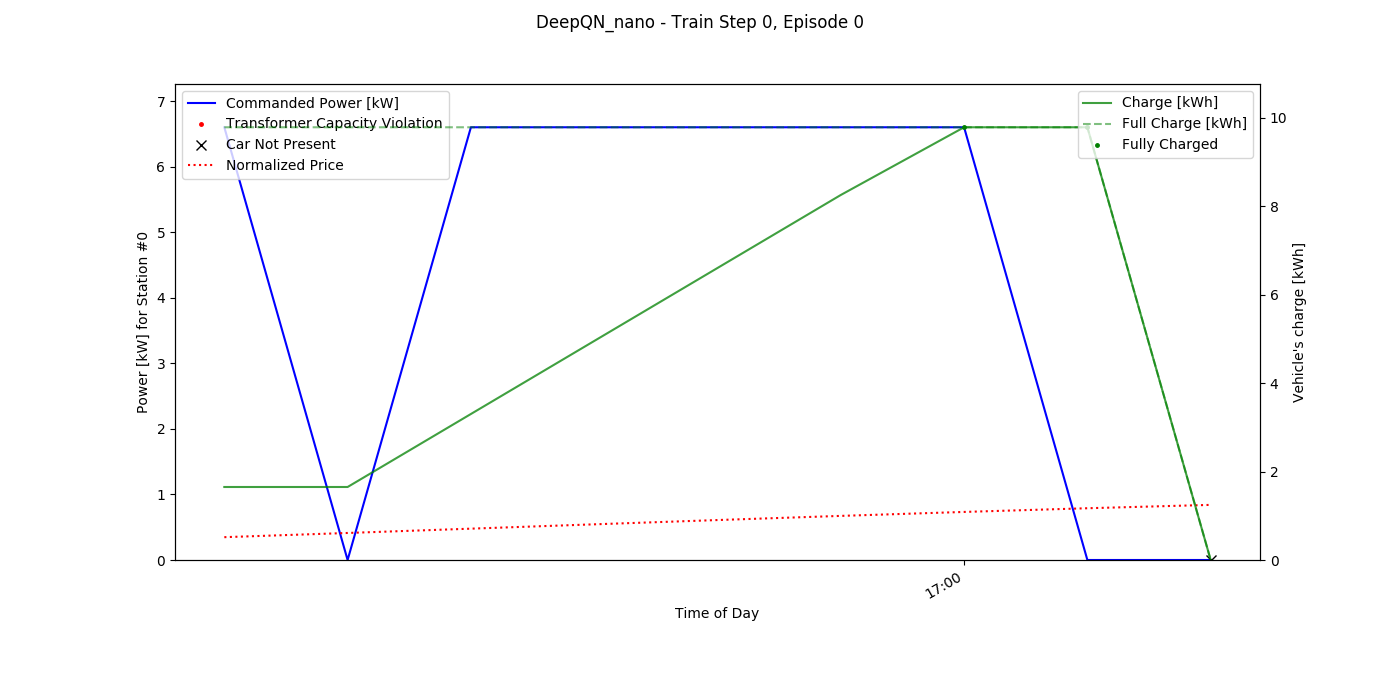 DeepQN_nano - Train Step 0, Episode 0
Commanded Power [kW]
Transformer Capacity Violation
Car Not Present
Normalized Price
Charge [kWh]
Full Charge [kWh]
Fully Charged
7
6
5
4
3
2
1
0
Power [kW] for Station #0
10
8
6
4
2
0
Vehicle's charge [kWh]
17:00
Time of Day